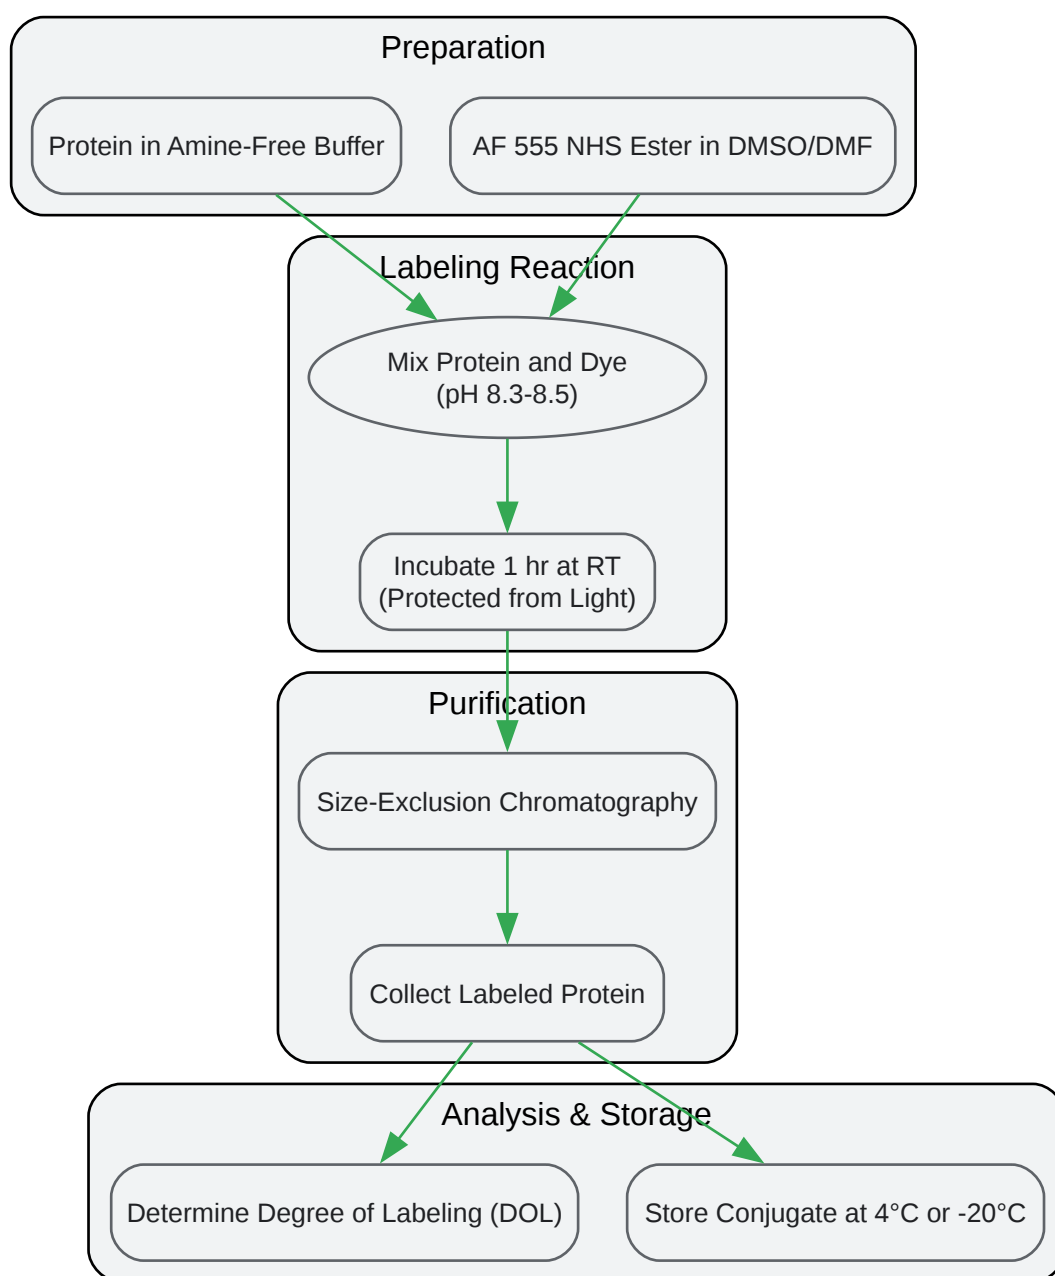 Preparation
Protein in Amine-Free Buffer
AF 555 NHS Ester in DMSO/DMF
Labeling Reaction
Mix Protein and Dye
(pH 8.3-8.5)
Incubate 1 hr at RT
(Protected from Light)
Purification
Size-Exclusion Chromatography
Collect Labeled Protein
Analysis & Storage
Determine Degree of Labeling (DOL)
Store Conjugate at 4°C or -20°C